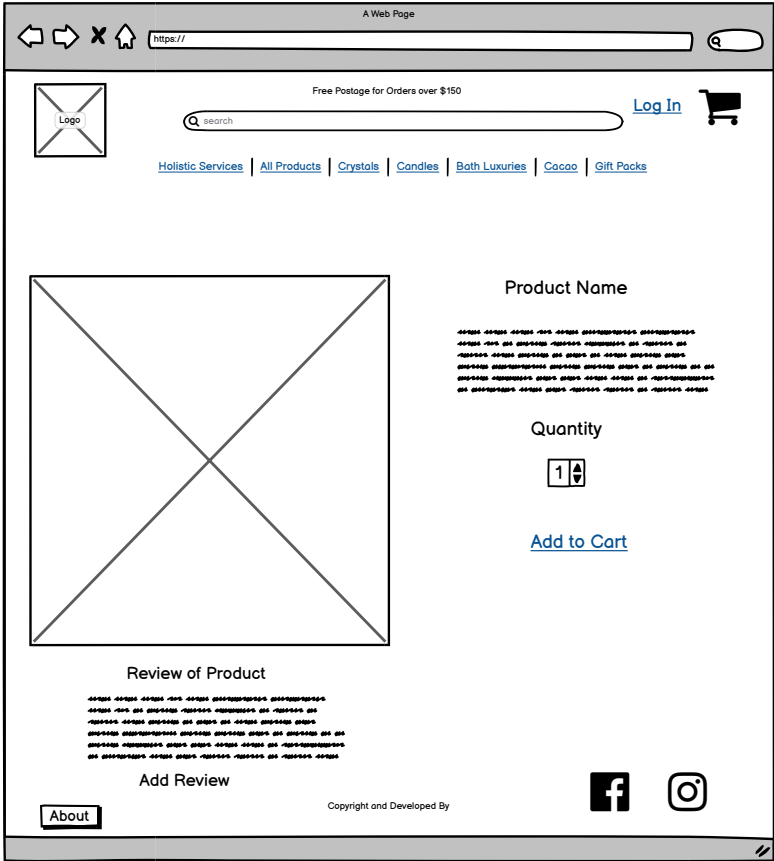 A Web Page
https://
Free Postage for Orders over $150
Log In
Logo
search
Holistic Services | All Products | Crystals | Candles | Bath Luxuries | Cacao | Gift Packs
Product Name
Quantity
1
Add to Cart
Review of Product
Add Review
Copyright and Developed By
About